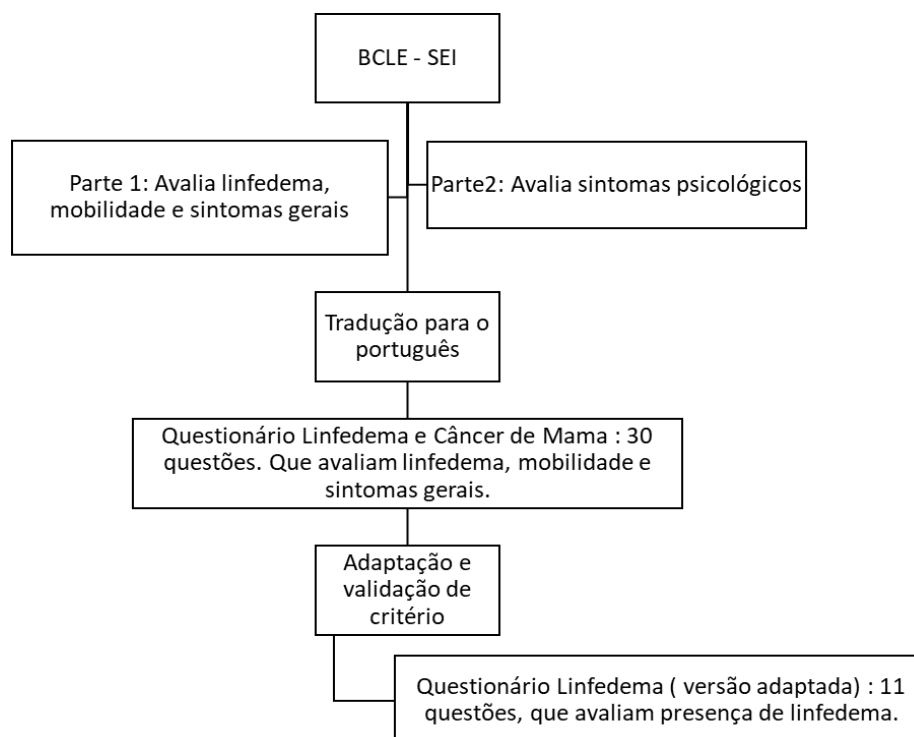 BCLE - SEI
Parte 1: Avalia linfedema,
mobilidade e sintomas gerais
Parte2: Avalia sintomas psicológicos
Tradução para o
português
Questionário Linfedema e Câncer de Mama : 30
questões. Que avaliam linfedema, mobilidade e
sintomas gerais.
Adaptação e
validação de
critério
Questionário Linfedema ( versão adaptada) : 11
questões, que avaliam presença de linfedema.